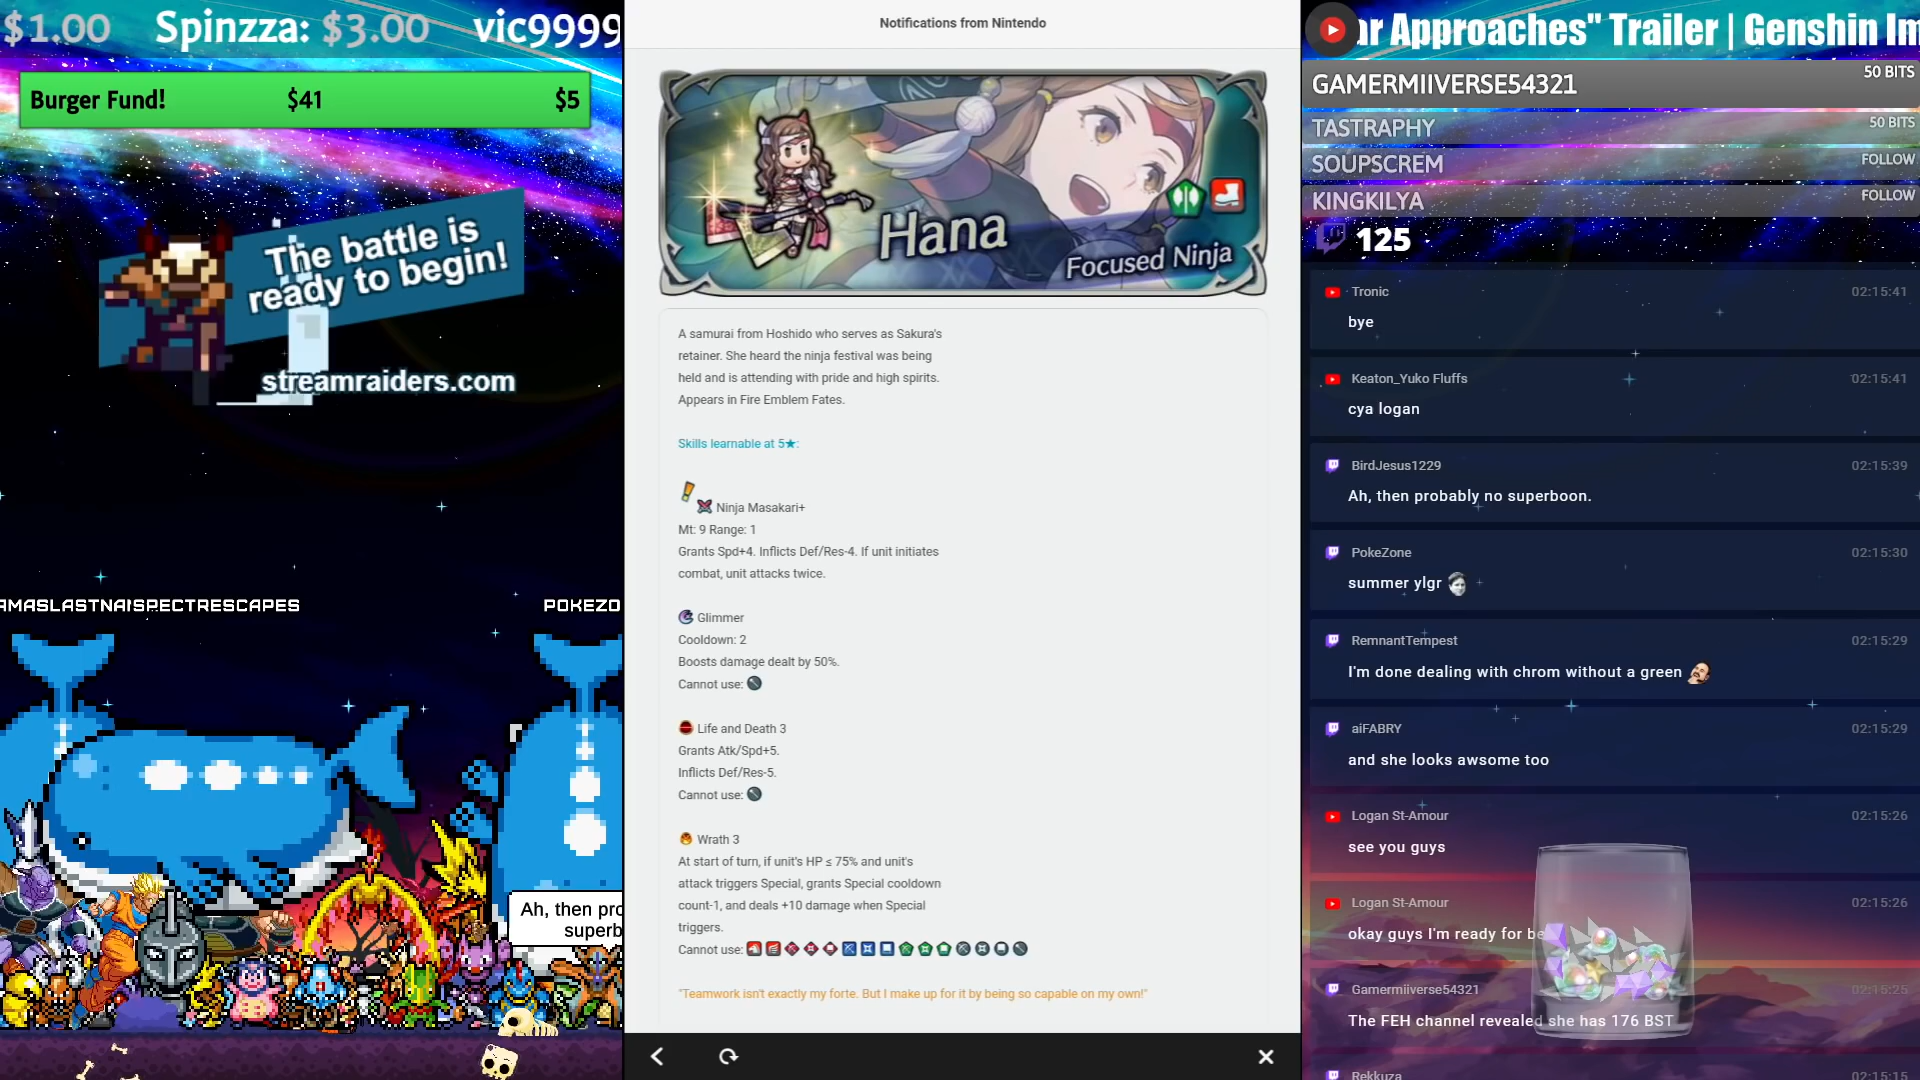 $1.00 Spinzza: $3.00 vic9999
Burger Fund! $41 $5
The battle is
ready to begin!
streamraiders.com
AMASLASTNAI SPECTRESCAPES POKEZO
Ah, then pro
superb
Notifications from Nintendo
Hana
Focused Ninja
A samurai from Hoshido who serves as Sakura's
retainer. She heard the ninja festival was being
held and is attending with pride and high spirits.
Appears in Fire Emblem Fates.
Skills learnable at 5★:
Ninja Masakari+
Mt: 9 Range: 1
Grants Spd+4. Inflicts Def/Res-4. If unit initiates
combat, unit attacks twice.
Glimmer
Cooldown: 2
Boosts damage dealt by 50%.
Cannot use:
Life and Death 3
Grants Atk/Spd+5.
Inflicts Def/Res-5.
Cannot use:
Wrath 3
At start of turn, if unit's HP ≤ 75% and unit's
attack triggers Special, grants Special cooldown
count-1, and deals +10 damage when Special
triggers.
Cannot use:
"Teamwork isn't exactly my forte. But I make up for it by being so capable on my own!"
ar Approaches" Trailer | Genshin Im
GAMERMIIVERSE54321 50 BITS
TASTRAPHY 50 BITS
SOUPSCREM FOLLOW
KINGKILYA FOLLOW
125
Tronic 02:15:41
bye
Keaton_Yuko Fluffs 02:15:41
cya logan
BirdJesus1229 02:15:39
Ah, then probably no superboon.
PokeZone 02:15:30
summer ylgr
RemnantTempest 02:15:29
I'm done dealing with chrom without a green
aiFABRY 02:15:29
and she looks awsome too
Logan St-Amour 02:15:26
see you guys
Logan St-Amour 02:15:26
okay guys I'm ready for be
Gamermiiverse54321 02:15:25
The FEH channel revealed she has 176 BST
Rekkuza 02:15:15